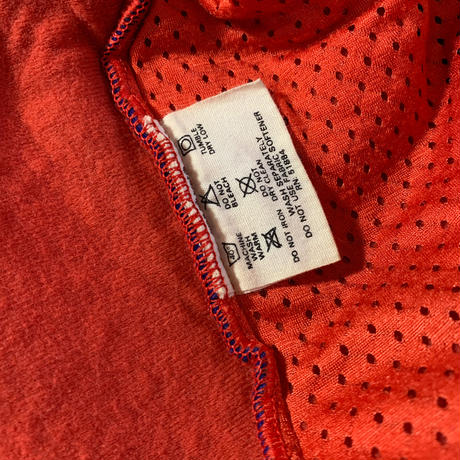 40°
MACHINE
WASH
WARM
DO NOT
BLEACH
TUMBLE
DRY LOW
DO NOT IRON
DO NOT
DRY CLEAN
WASH SEPARATELY
DO NOT USE FABRIC SOFTENER
RN. 51884